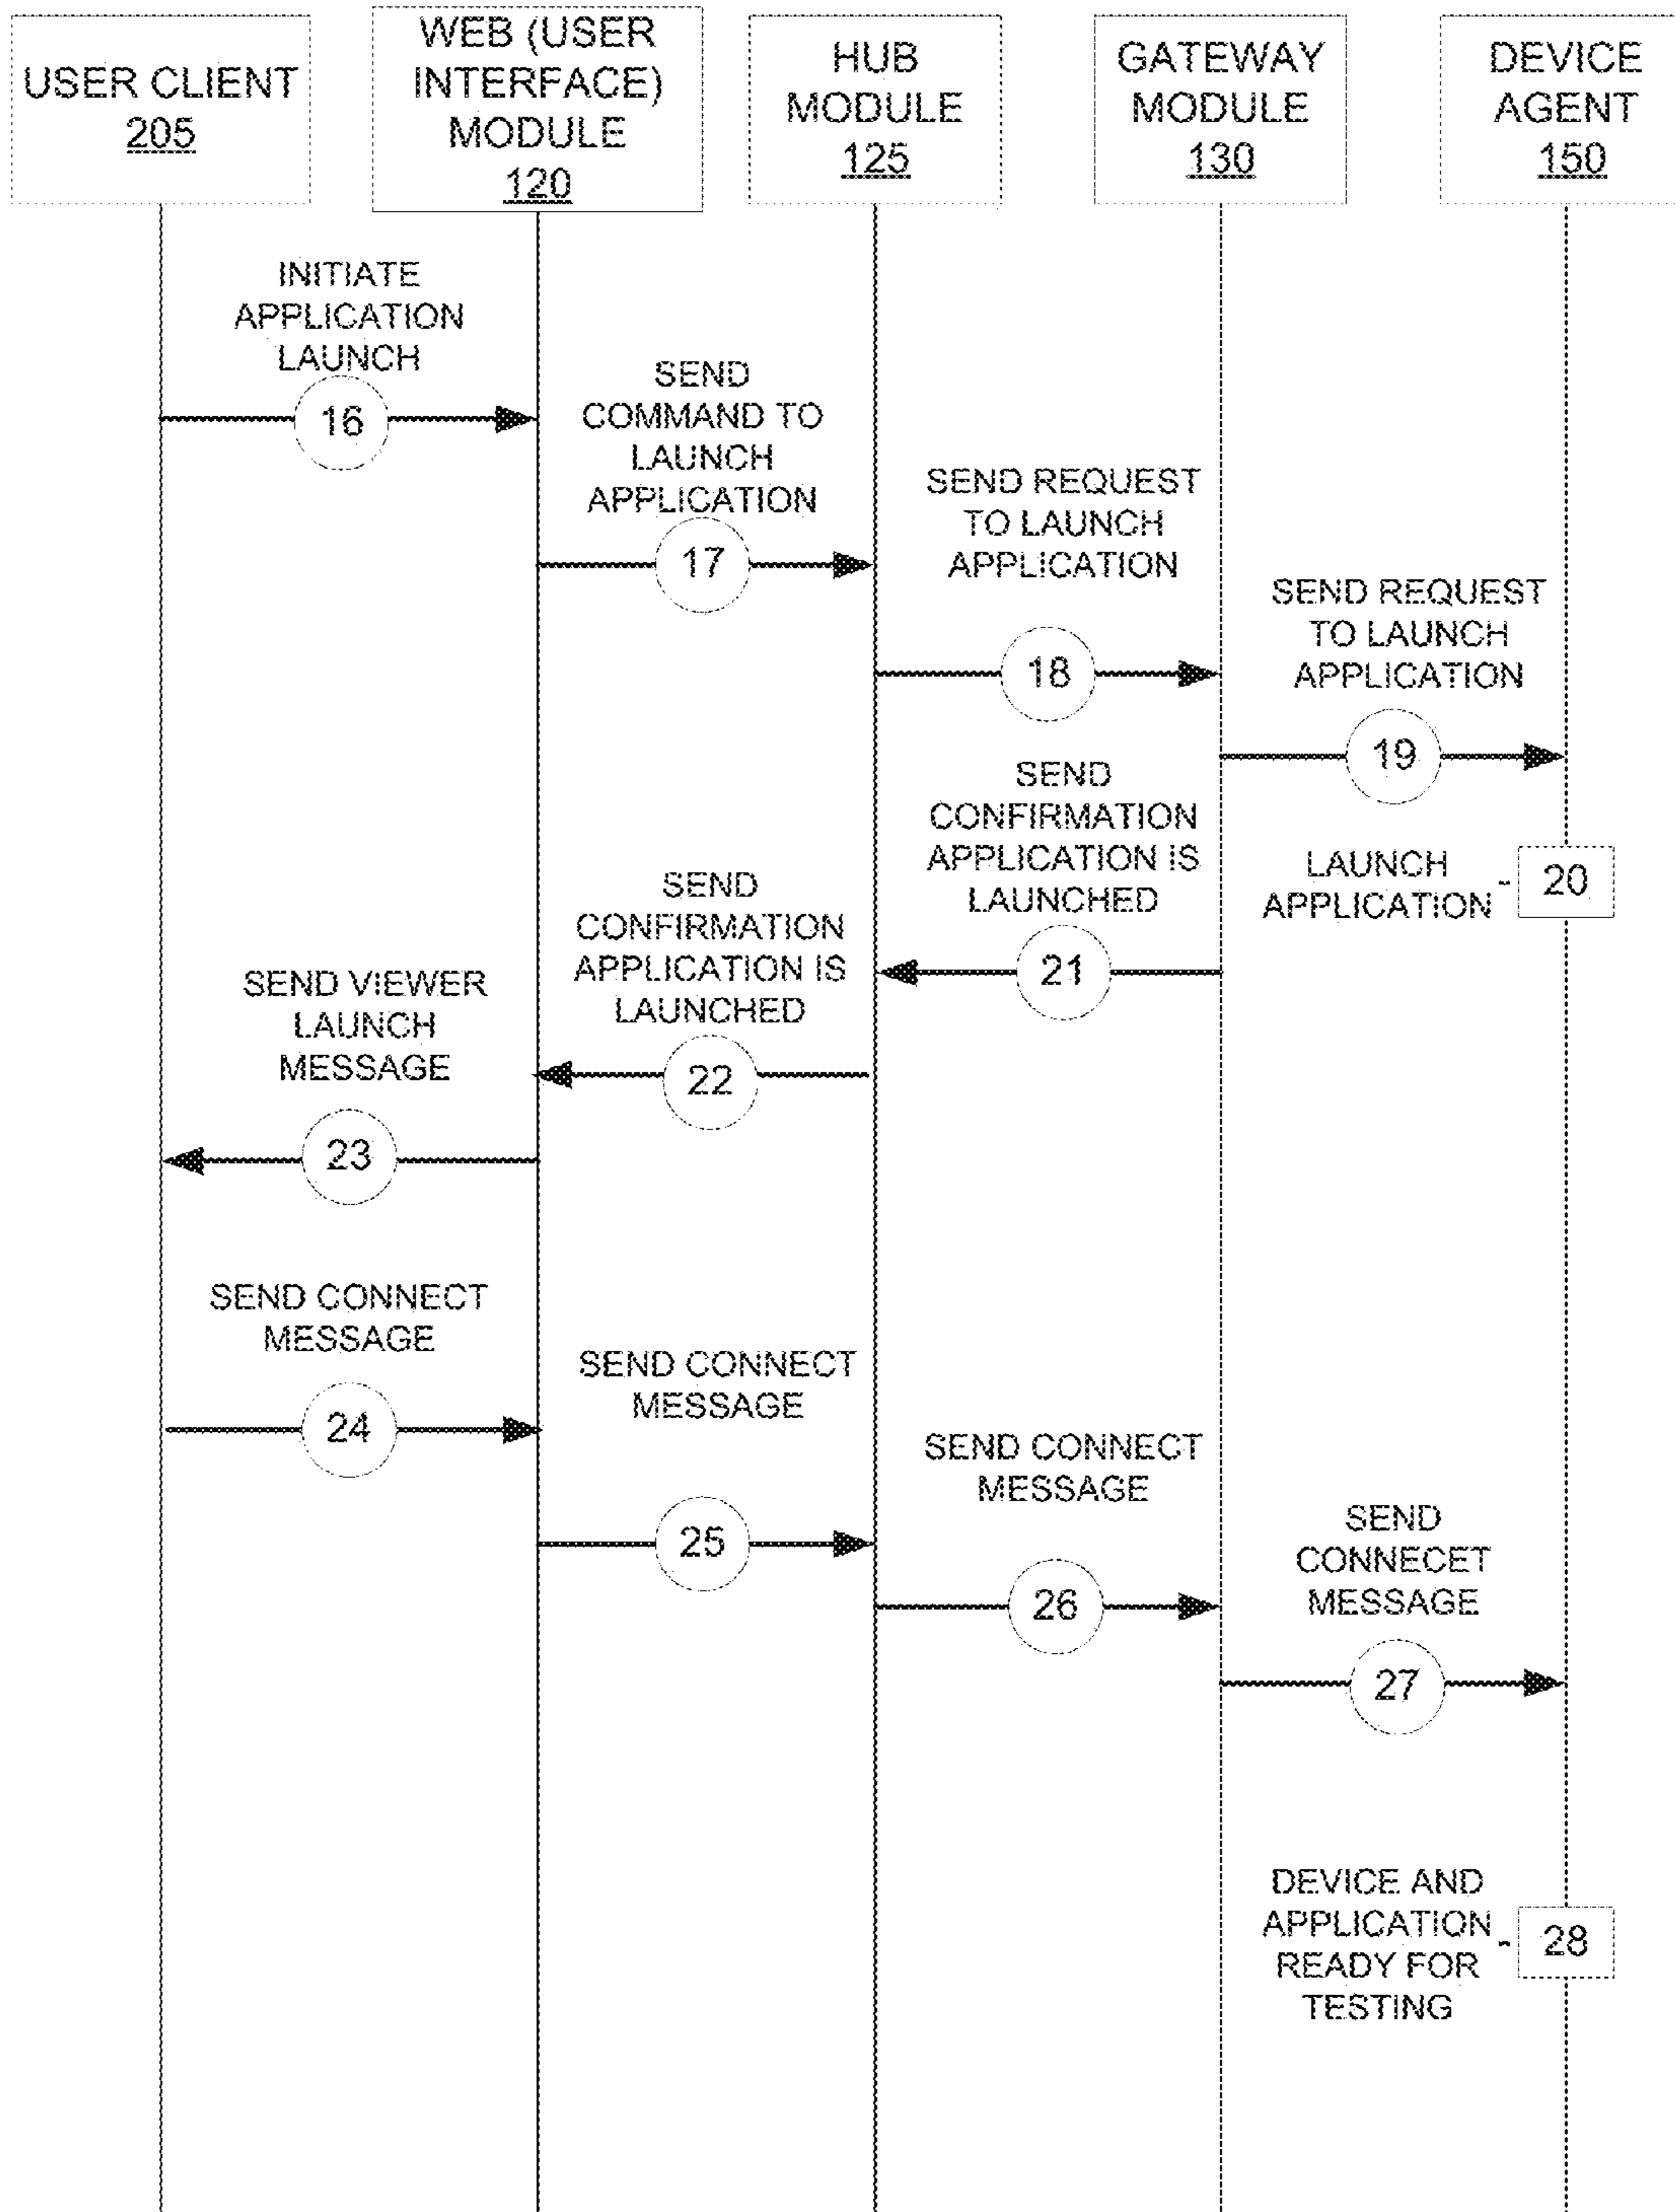 USER CLIENT
205
WEB (USER
INTERFACE)
MODULE
120
HUB
MODULE
125
GATEWAY
MODULE
130
DEVICE
AGENT
150
INITIATE
APPLICATION
LAUNCH
16
SEND
COMMAND TO
LAUNCH
APPLICATION
17
SEND REQUEST
TO LAUNCH
APPLICATION
18
SEND REQUEST
TO LAUNCH
APPLICATION
19
LAUNCH
APPLICATION
20
SEND
CONFIRMATION
APPLICATION IS
LAUNCHED
21
SEND
CONFIRMATION
APPLICATION IS
LAUNCHED
22
SEND VIEWER
LAUNCH
MESSAGE
23
SEND CONNECT
MESSAGE
24
SEND CONNECT
MESSAGE
25
SEND CONNECT
MESSAGE
26
SEND
CONNECET
MESSAGE
27
DEVICE AND
APPLICATION
READY FOR
TESTING
28